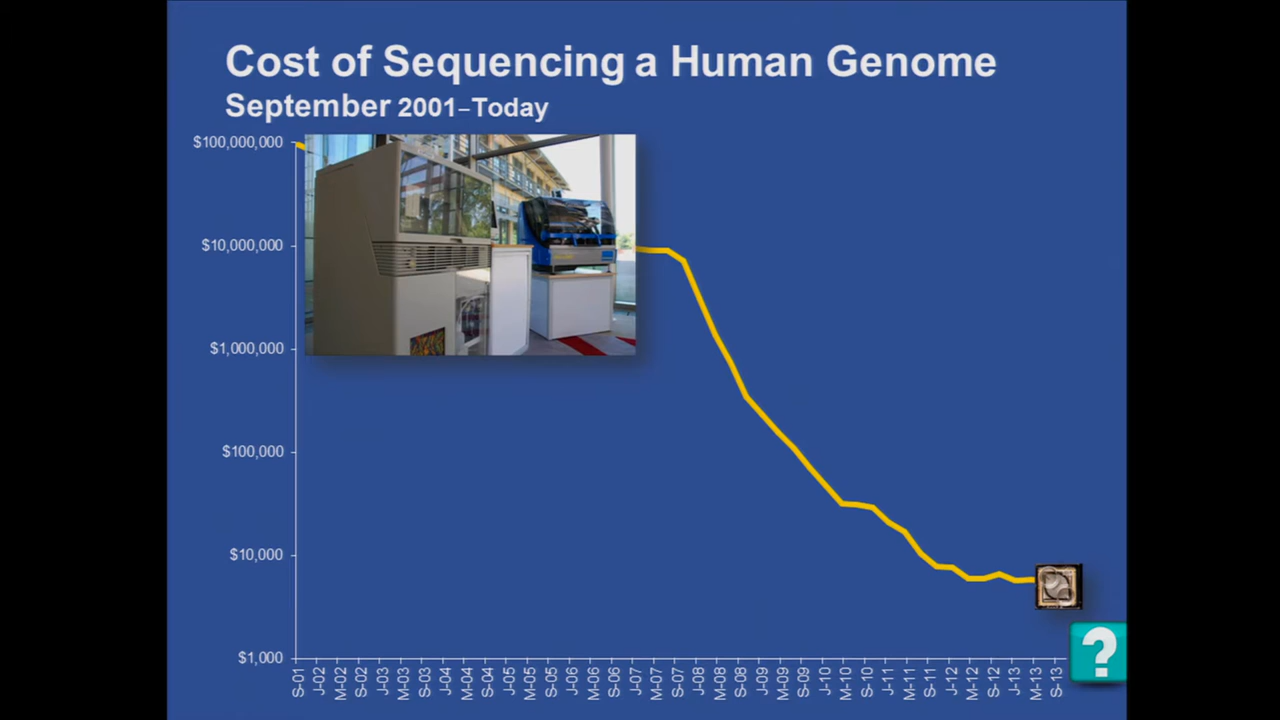 Cost of Sequencing a Human Genome
September 2001–Today
$100,000,000
$10,000,000
$1,000,000
$100,000
$10,000
$1,000
S-01 J-02 M-02 S-02 J-03 M-03 S-03 J-04 M-04 S-04 J-05 M-05 S-05 J-06 M-06 S-06 J-07 M-07 S-07 J-08 M-08 S-08 J-09 M-09 S-09 J-10 M-10 S-10 J-11 M-11 S-11 J-12 M-12 S-12 J-13 M-13 S-13
?